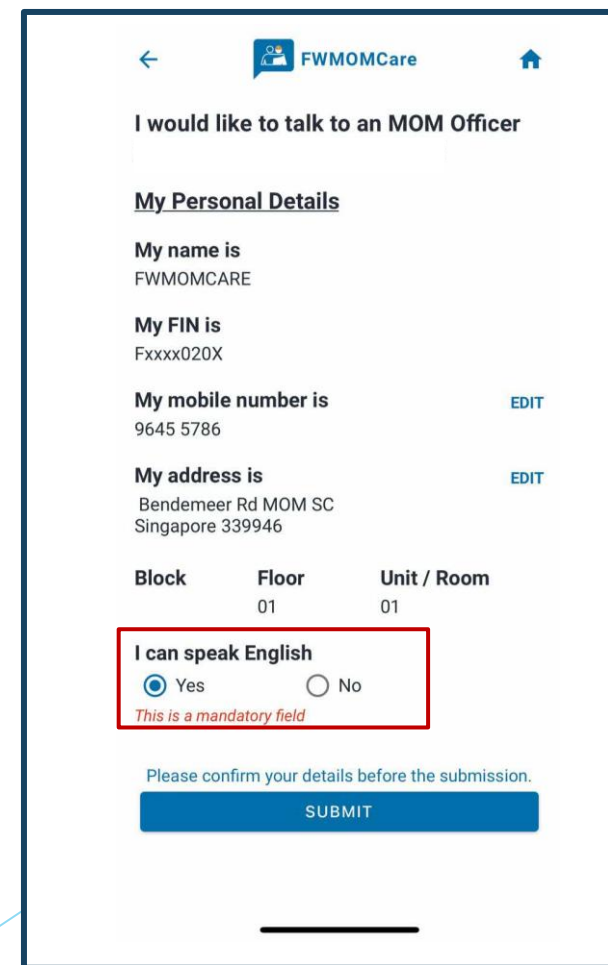 FWMOMCare
I would like to talk to an MOM Officer
My Personal Details
My name is
FWMOMCARE
My FIN is
Fxxxx020X
My mobile number is EDIT
9645 5786
My address is EDIT
Bendemeer Rd MOM SC
Singapore 339946
Block Floor Unit / Room
01 01
I can speak English
Yes No
This is a mandatory field
Please confirm your details before the submission.
SUBMIT